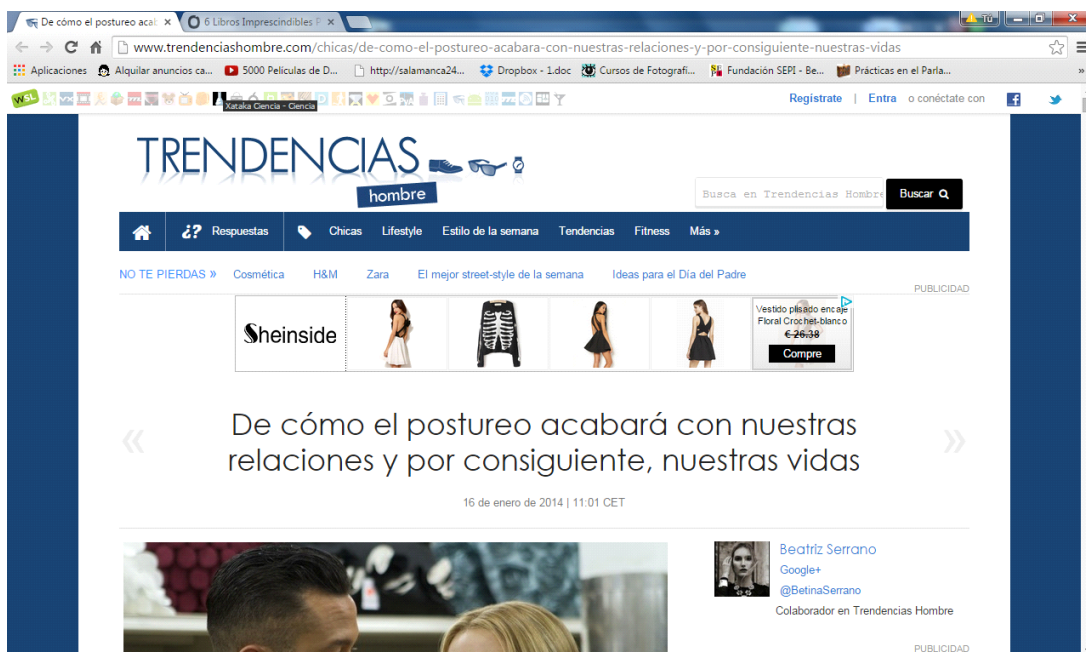 De cómo el postureo acab
6 Libros Imprescindibles P
Tú
www.trendenciashombre.com/chicas/de-como-el-postureo-acabara-con-nuestras-relaciones-y-por-consiguiente-nuestras-vidas
Aplicaciones Alquilar anuncios ca... 5000 Películas de D... http://salamanca24... Dropbox - 1.doc Cursos de Fotografi... Fundación SEPI - Be... Prácticas en el Parla... »
WSL
Xataka Ciencia - Ciencia
Regístrate | Entra o conéctate con
TRENDENCIAS
hombre
Busca en Trendencias Hombre
Buscar
¿? Respuestas Chicas Lifestyle Estilo de la semana Tendencias Fitness Más »
NO TE PIERDAS » Cosmética H&M Zara El mejor street-style de la semana Ideas para el Día del Padre
PUBLICIDAD
Sheinside
Vestido plisado encaje
Floral Crochet-blanco
€ 26.38
Compre
« De cómo el postureo acabará con nuestras »
relaciones y por consiguiente, nuestras vidas
16 de enero de 2014 | 11:01 CET
Beatriz Serrano
Google+
@BetinaSerrano
Colaborador en Trendencias Hombre
PUBLICIDAD